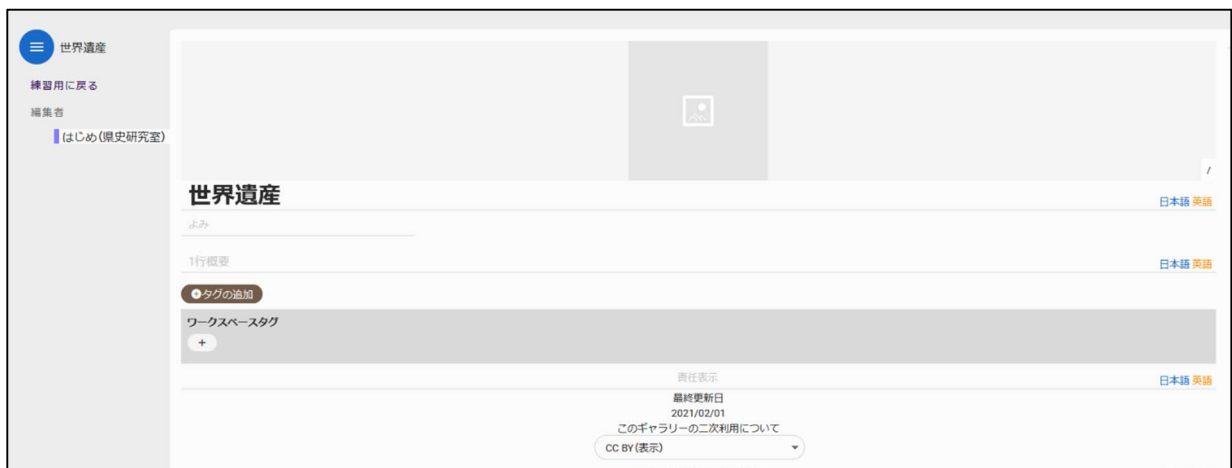 世界遺産
練習用に戻る
編集者
はじめ(県史研究室)
/
世界遺産
日本語 英語
よみ
1行概要
日本語 英語
タグの追加
ワークスペースタグ
+
責任表示
日本語 英語
最終更新日
2021/02/01
このギャラリーの二次利用について
CC BY(表示)